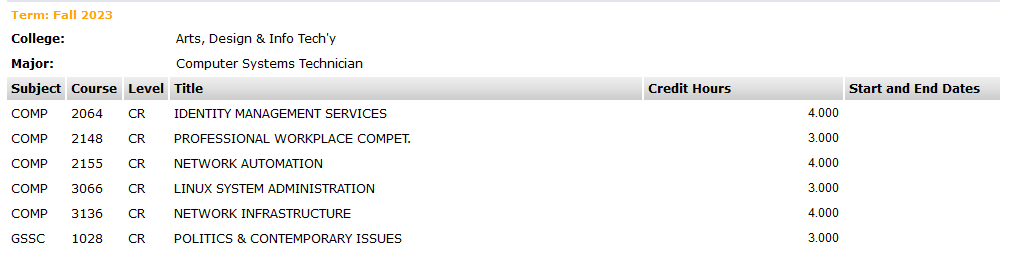 Term: Fall 2023
College: Arts, Design & Info Tech'y
Major: Computer Systems Technician
Subject Course Level Title Credit Hours Start and End Dates
COMP 2064 CR IDENTITY MANAGEMENT SERVICES 4.000
COMP 2148 CR PROFESSIONAL WORKPLACE COMPET. 3.000
COMP 2155 CR NETWORK AUTOMATION 4.000
COMP 3066 CR LINUX SYSTEM ADMINISTRATION 3.000
COMP 3136 CR NETWORK INFRASTRUCTURE 4.000
GSSC 1028 CR POLITICS & CONTEMPORARY ISSUES 3.000